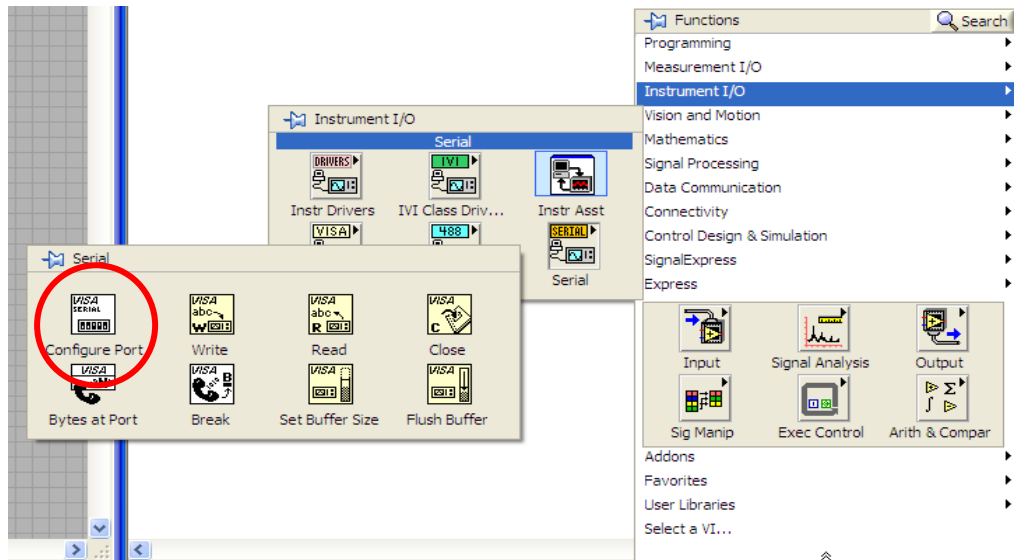 Functions
Search
Programming
Measurement I/O
Instrument I/O
Vision and Motion
Mathematics
Signal Processing
Data Communication
Connectivity
Control Design & Simulation
SignalExpress
Express
Input
Signal Analysis
Output
Sig Manip
Exec Control
Arith & Compar
Addons
Favorites
User Libraries
Select a VI...
Instrument I/O
Serial
DRIVERS
IVI
Instr Drivers
IVI Class Driv...
Instr Asst
VISA
488
SERIAL
Serial
Serial
VISA SERIAL
VISA abc W
VISA abc R
VISA C
Configure Port
Write
Read
Close
VISA
VISA B
VISA
VISA
Bytes at Port
Break
Set Buffer Size
Flush Buffer